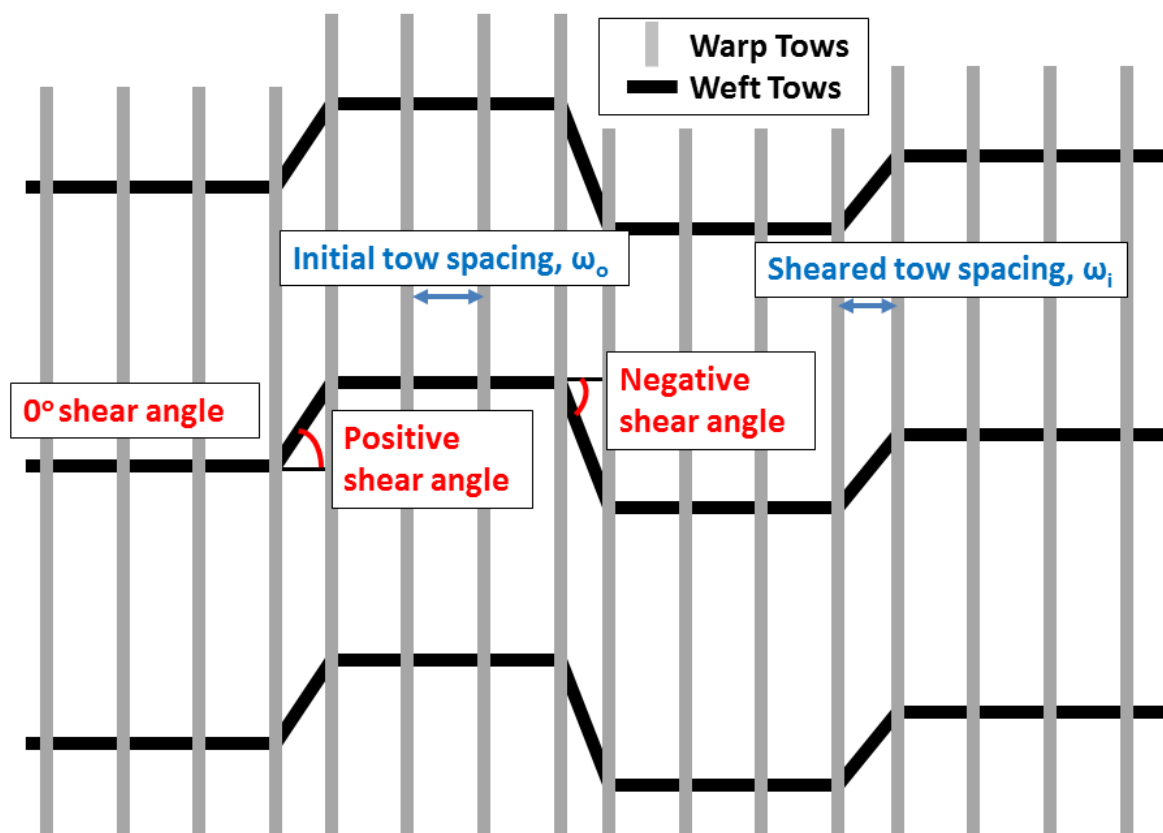 Warp Tows
Weft Tows
Initial tow spacing, ωₒ
Sheared tow spacing, ωᵢ
0° shear angle
Positive
shear angle
Negative
shear angle